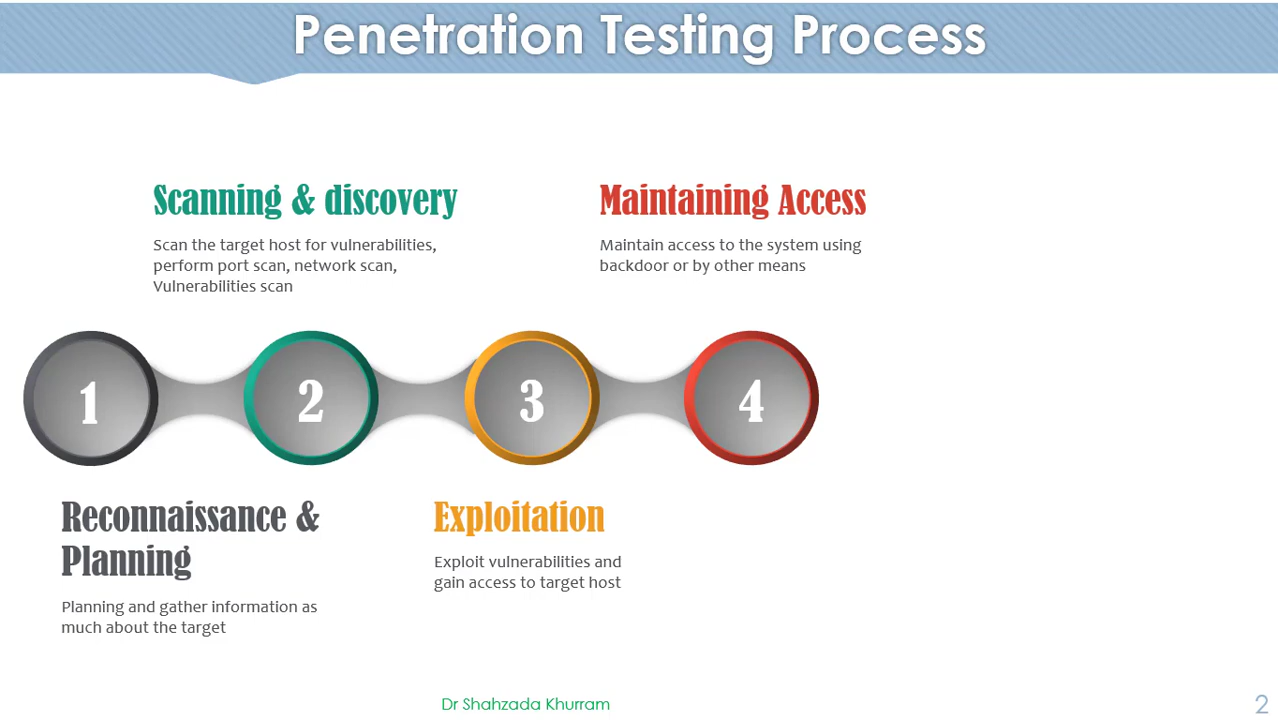 Penetration Testing Process
Scanning & discovery
Scan the target host for vulnerabilities,
perform port scan, network scan,
Vulnerabilities scan
Maintaining Access
Maintain access to the system using
backdoor or by other means
1
2
3
4
Reconnaissance &
Planning
Planning and gather information as
much about the target
Exploitation
Exploit vulnerabilities and
gain access to target host
Dr Shahzada Khurram
2